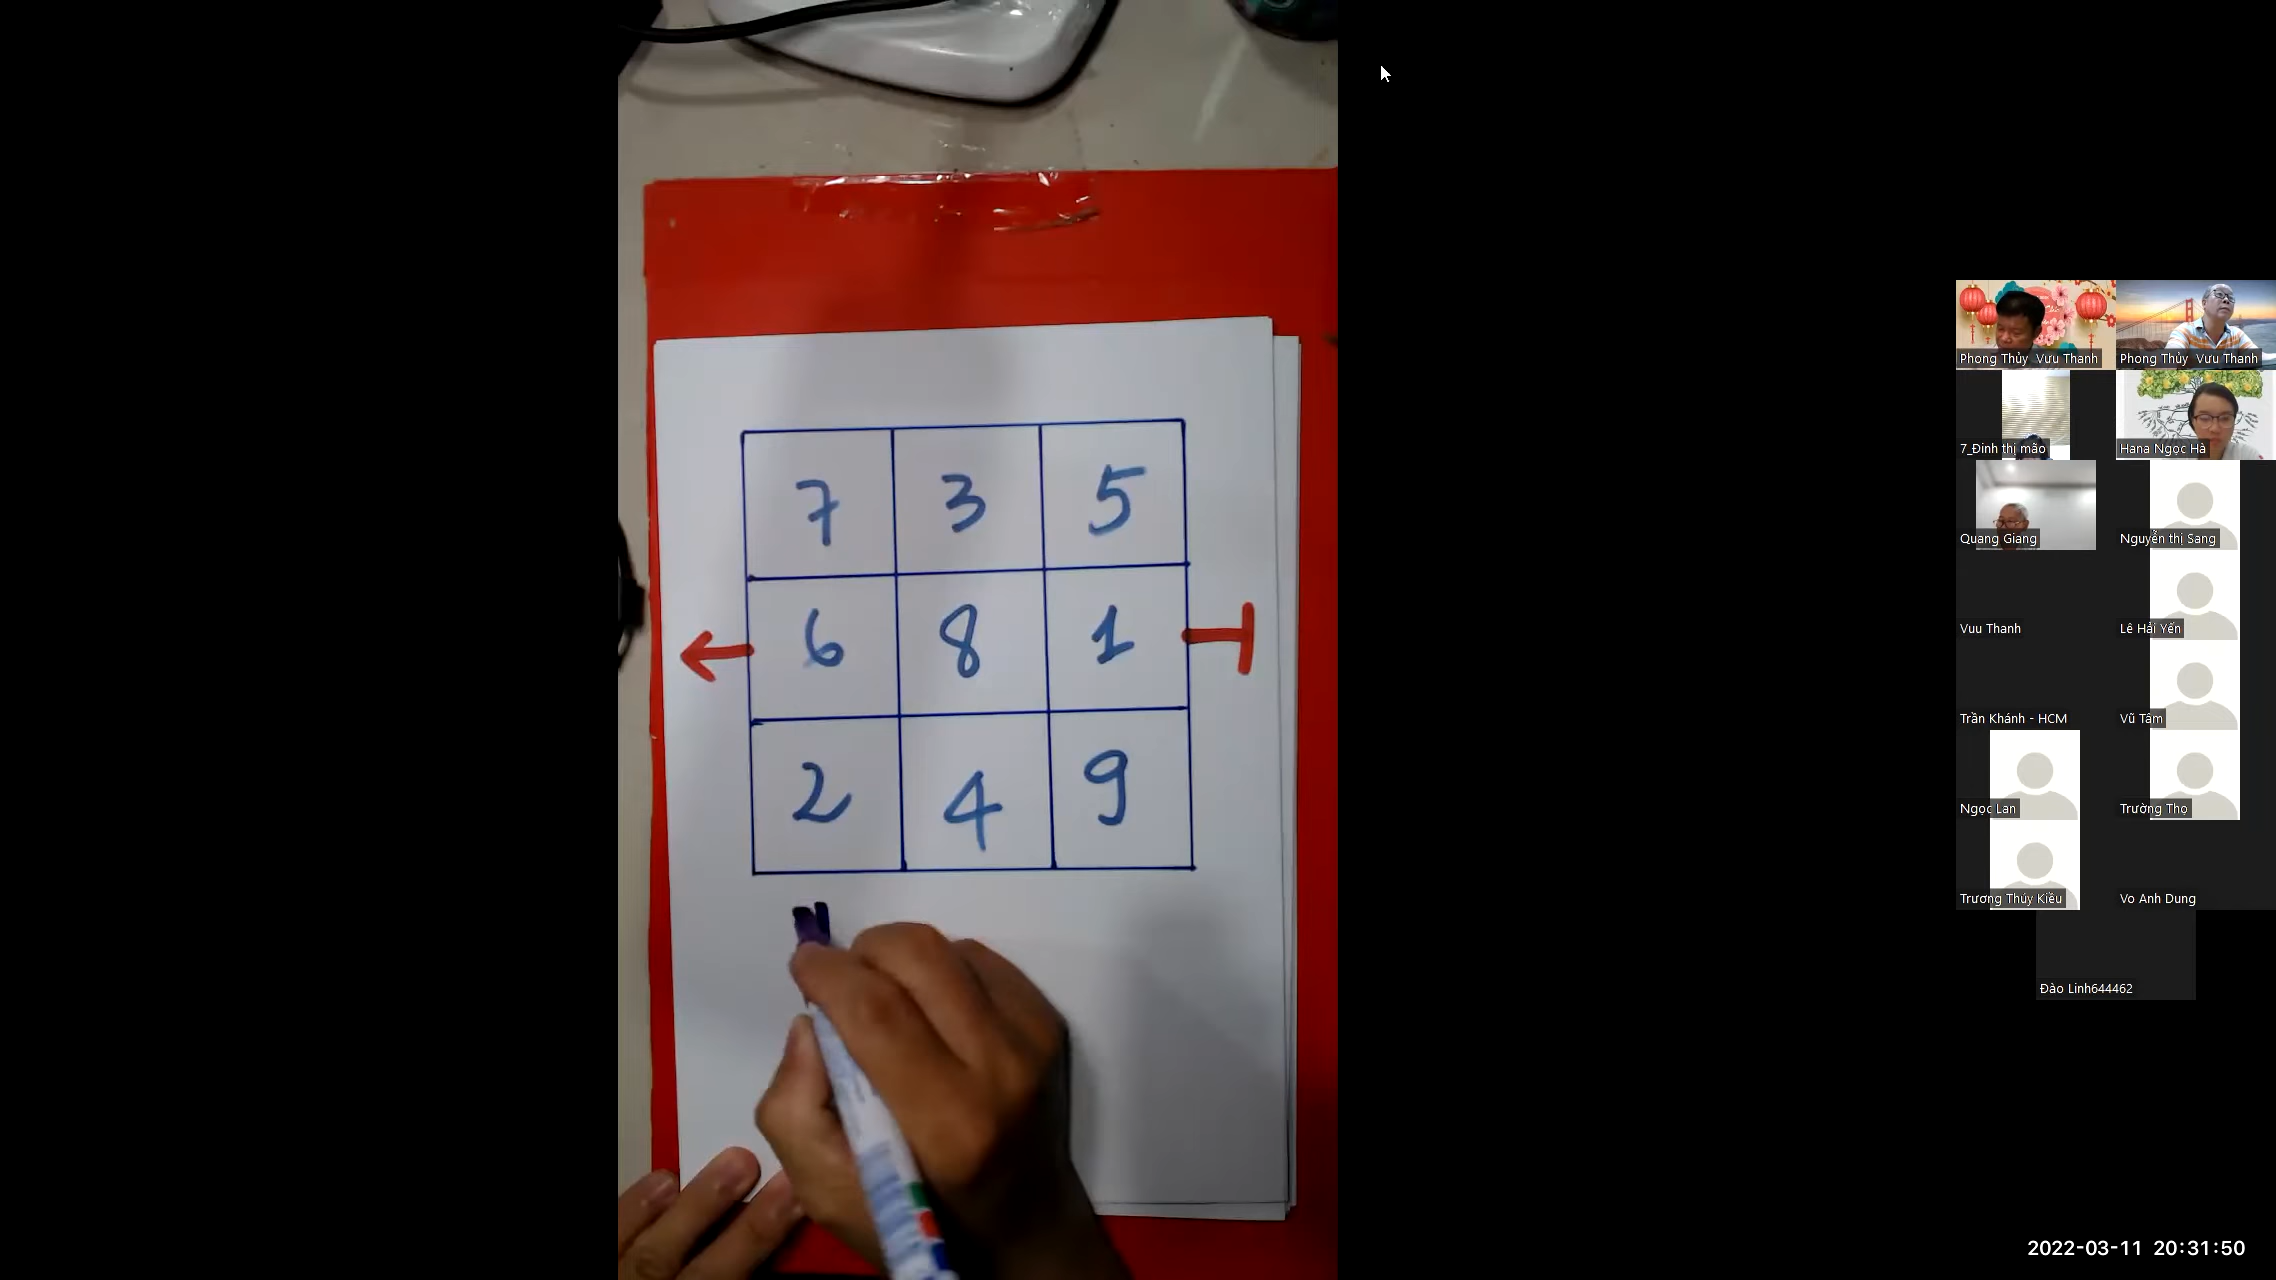 7 3 5
6 8 1
2 4 9
Phong Thủy Vưu Thanh
Phong Thủy Vưu Thanh
7_Đinh thị mão
Hana Ngọc Hà
Quang Giang
Nguyễn thị Sang
Vuu Thanh
Lê Hải Yến
Trần Khánh - HCM
Vũ Tâm
Ngọc Lan
Trường Thọ
Trương Thúy Kiều
Vo Anh Dung
Đào Linh644462
2022-03-11 20:31:50